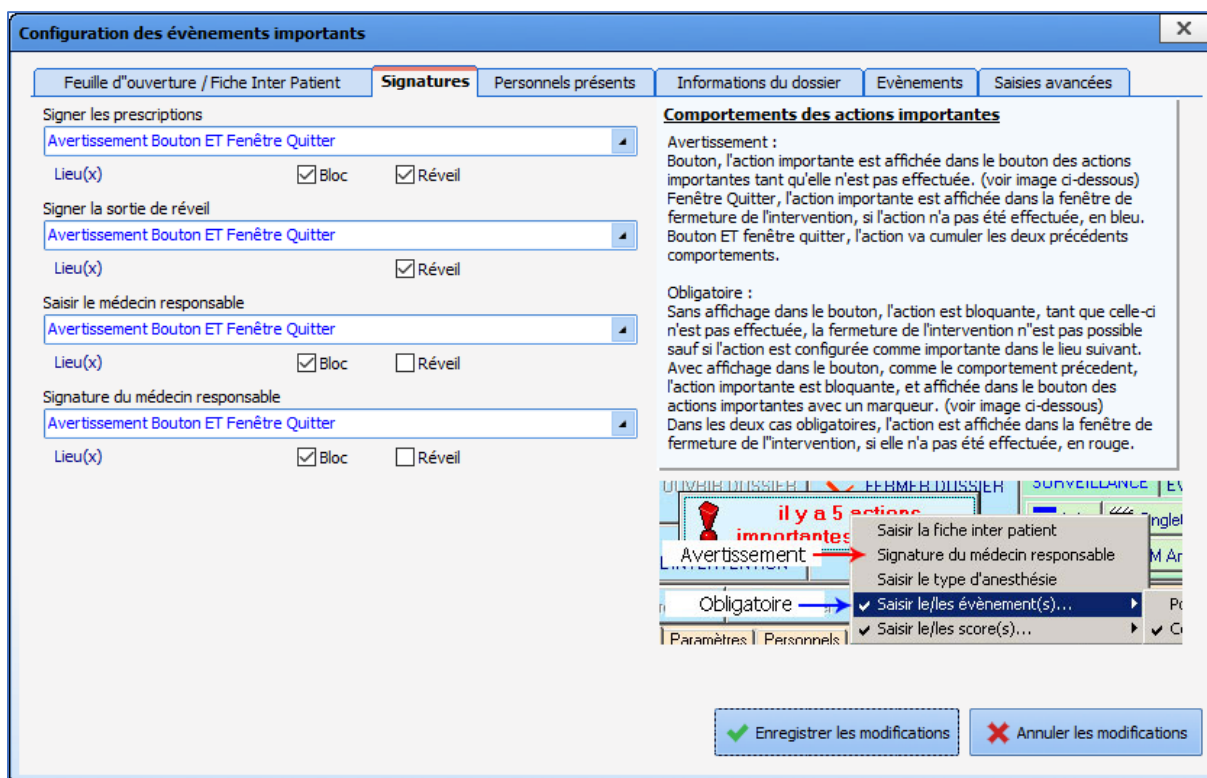 Configuration des évènements importants
Feuille d"ouverture / Fiche Inter Patient
Signatures
Personnels présents
Informations du dossier
Evènements
Saisies avancées
Signer les prescriptions
Avertissement Bouton ET Fenêtre Quitter
Lieu(x) Bloc Réveil
Signer la sortie de réveil
Avertissement Bouton ET Fenêtre Quitter
Lieu(x) Réveil
Saisir le médecin responsable
Avertissement Bouton ET Fenêtre Quitter
Lieu(x) Bloc Réveil
Signature du médecin responsable
Avertissement Bouton ET Fenêtre Quitter
Lieu(x) Bloc Réveil
Comportements des actions importantes
Avertissement :
Bouton, l'action importante est affichée dans le bouton des actions
importantes tant qu'elle n'est pas effectuée. (voir image ci-dessous)
Fenêtre Quitter, l'action importante est affichée dans la fenêtre de
fermeture de l'intervention, si l'action n'a pas été effectuée, en bleu.
Bouton ET fenêtre quitter, l'action va cumuler les deux précédents
comportements.
Obligatoire :
Sans affichage dans le bouton, l'action est bloquante, tant que celle-ci
n'est pas effectuée, la fermeture de l'intervention n"est pas possible
sauf si l'action est configurée comme importante dans le lieu suivant.
Avec affichage dans le bouton, comme le comportement précedent,
l'action importante est bloquante, et affichée dans le bouton des
actions importantes avec un marqueur. (voir image ci-dessous)
Dans les deux cas obligatoires, l'action est affichée dans la fenêtre de
fermeture de l"intervention, si elle n'a pas été effectuée, en rouge.
OUVRIR DOSSIER
FERMER DOSSIER
SURVEILLANCE
il y a 5 actions
importantes
Avertissement
Obligatoire
Saisir la fiche inter patient
Signature du médecin responsable
Saisir le type d'anesthésie
Saisir le/les évènement(s)...
Saisir le/les score(s)...
Paramètres
Personnels
Enregistrer les modifications
Annuler les modifications